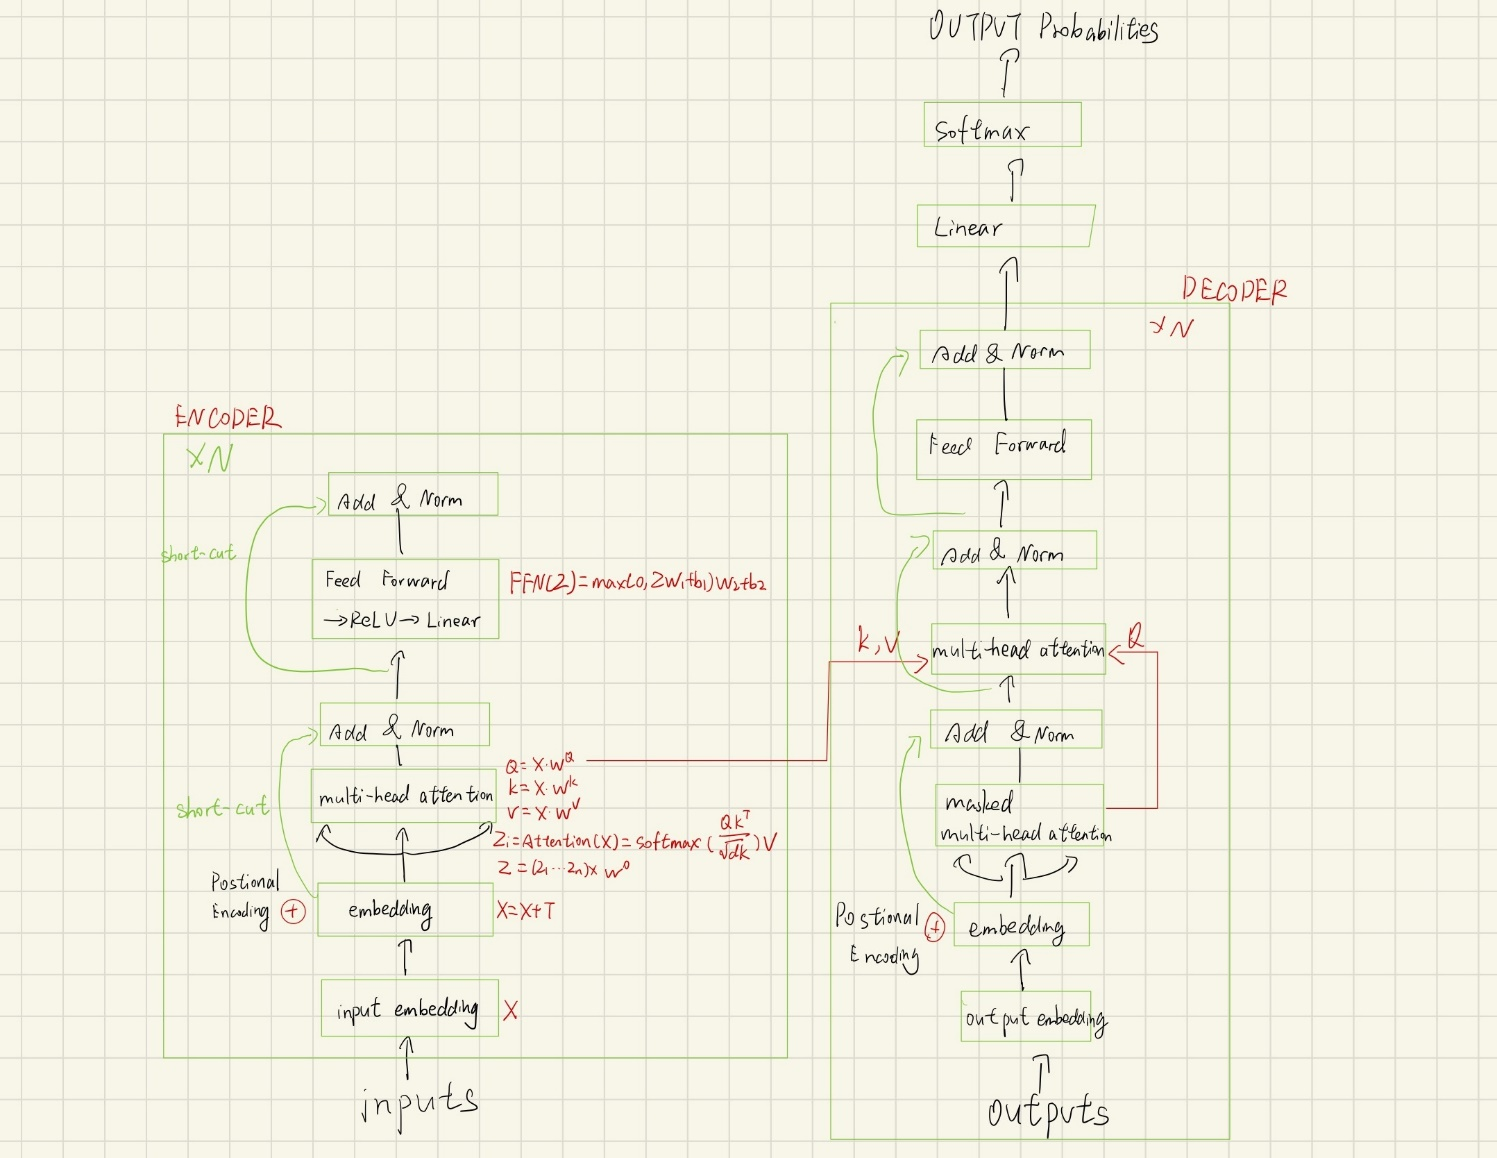 OUTPUT Probabilities
Softmax
Linear
DECODER
×N
Add & Norm
Feed Forward
Add & Norm
K, V
multi-head attention
Q
Add & Norm
masked
multi-head attention
Postional
Encoding
+
embedding
output embedding
outputs
ENCODER
×N
Add & Norm
short-cut
Feed Forward
→ReLU→Linear
FFN(Z)=max(0,ZW₁+b₁)W₂+b₂
Add & Norm
short-cut
multi-head attention
Q=X·W^Q
K=X·W^K
V=X·W^V
Zᵢ=Attention(X)=softmax(QK^T/√dk)V
Z=(Z₁···Zn)×W^O
Postional
Encoding
+
embedding
X=X+T
input embedding
X
inputs